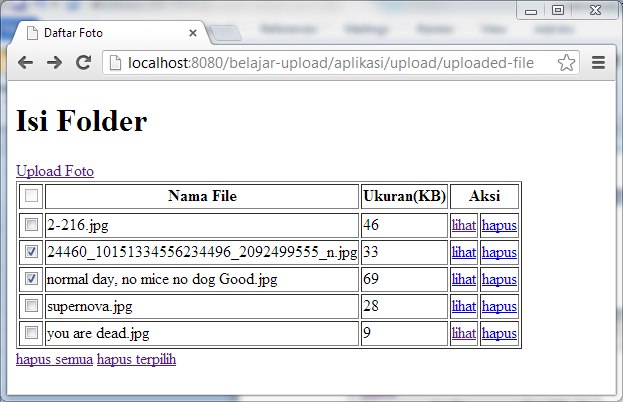 Daftar Foto
localhost:8080/belajar-upload/aplikasi/upload/uploaded-file
Isi Folder
Upload Foto
Nama File Ukuran(KB) Aksi
2-216.jpg 46 lihat hapus
24460_10151334556234496_2092499555_n.jpg 33 lihat hapus
normal day, no mice no dog Good.jpg 69 lihat hapus
supernova.jpg 28 lihat hapus
you are dead.jpg 9 lihat hapus
hapus semua hapus terpilih